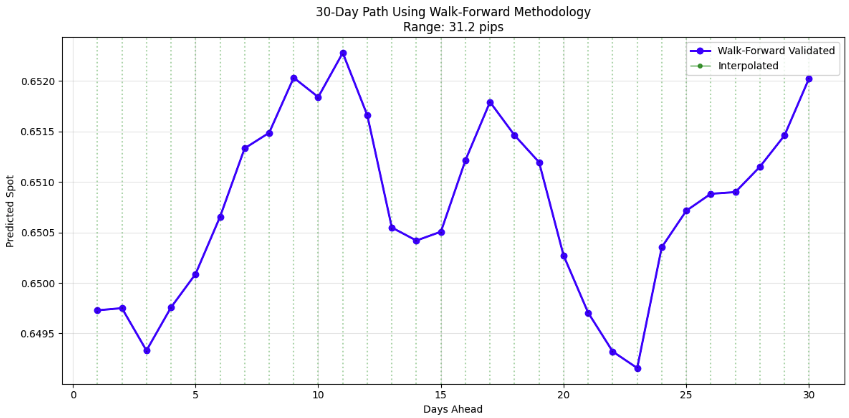 30-Day Path Using Walk-Forward Methodology
Range: 31.2 pips
Walk-Forward Validated
Interpolated
Predicted Spot
0.6520
0.6515
0.6510
0.6505
0.6500
0.6495
0 5 10 15 20 25 30
Days Ahead